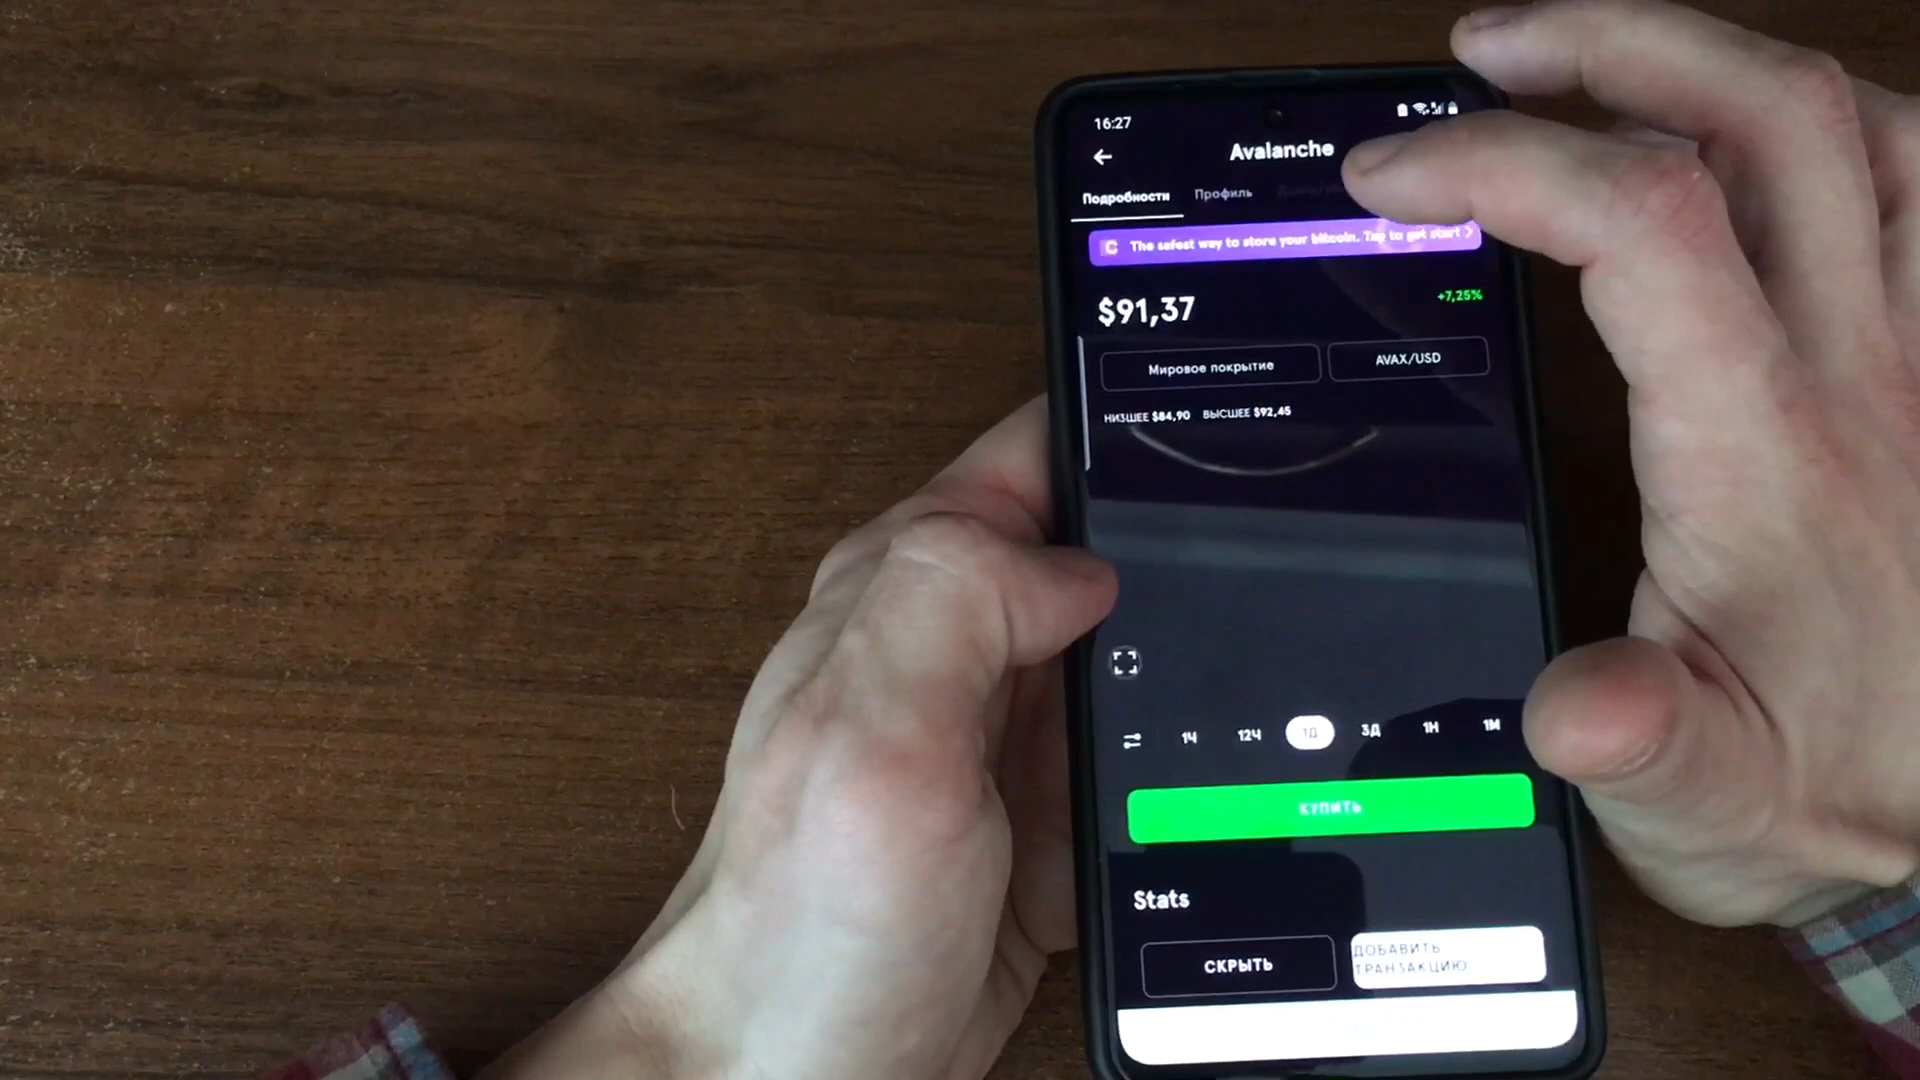 16:27
Avalanche
Подробности Профиль
C The safest way to store your bitcoin. Tap to get start
$91,37 +7,25%
Мировое покрытие AVAX/USD
НИЗШЕЕ $84,90 ВЫСШЕЕ $92,45
1Ч 12Ч 1Д 3Д 1Н 1М
КУПИТЬ
Stats
СКРЫТЬ
ДОБАВИТЬ
ТРАНЗАКЦИЮ